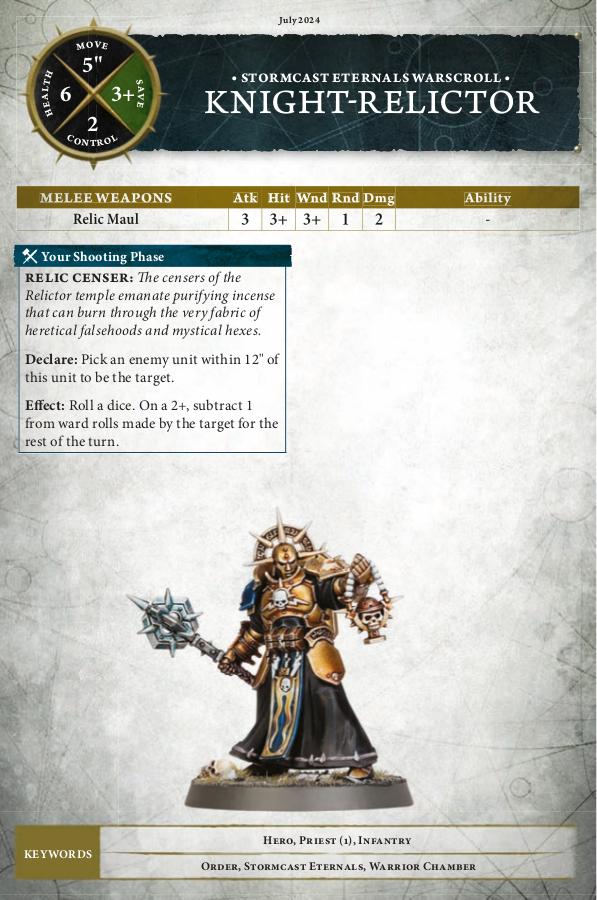 July 2024
MOVE
5"
HEALTH
6
3+
SAVE
2
CONTROL
• STORMCAST ETERNALS WARSCROLL •
KNIGHT-RELICTOR
MELEE WEAPONS Atk Hit Wnd Rnd Dmg Ability
Relic Maul 3 3+ 3+ 1 2 -
Your Shooting Phase
RELIC CENSER: The censers of the
Relictor temple emanate purifying incense
that can burn through the very fabric of
heretical falsehoods and mystical hexes.
Declare: Pick an enemy unit within 12" of
this unit to be the target.
Effect: Roll a dice. On a 2+, subtract 1
from ward rolls made by the target for the
rest of the turn.
KEYWORDS
Hero, Priest (1), Infantry
Order, Stormcast Eternals, Warrior Chamber